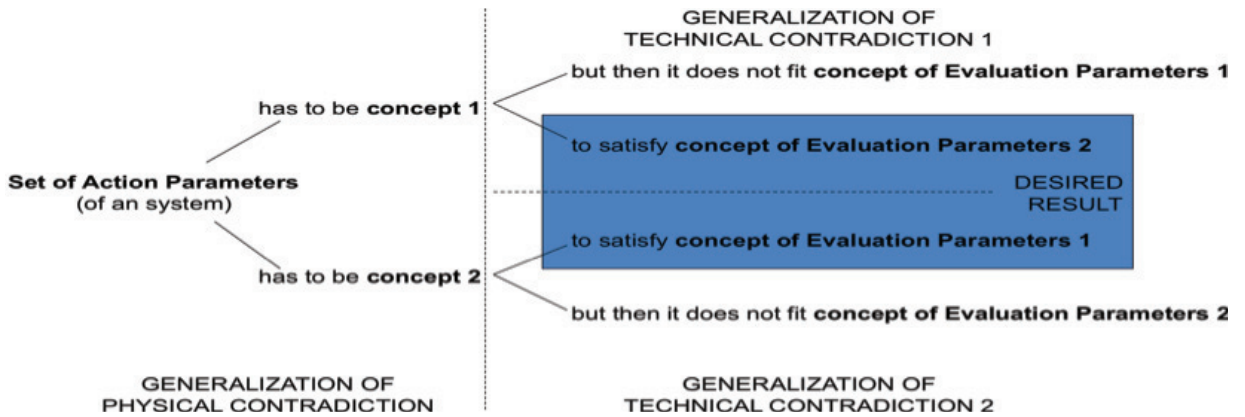 GENERALIZATION OF
TECHNICAL CONTRADICTION 1
but then it does not fit concept of Evaluation Parameters 1
has to be concept 1
to satisfy concept of Evaluation Parameters 2
Set of Action Parameters
(of an system)
DESIRED
RESULT
to satisfy concept of Evaluation Parameters 1
has to be concept 2
but then it does not fit concept of Evaluation Parameters 2
GENERALIZATION OF
PHYSICAL CONTRADICTION
GENERALIZATION OF
TECHNICAL CONTRADICTION 2